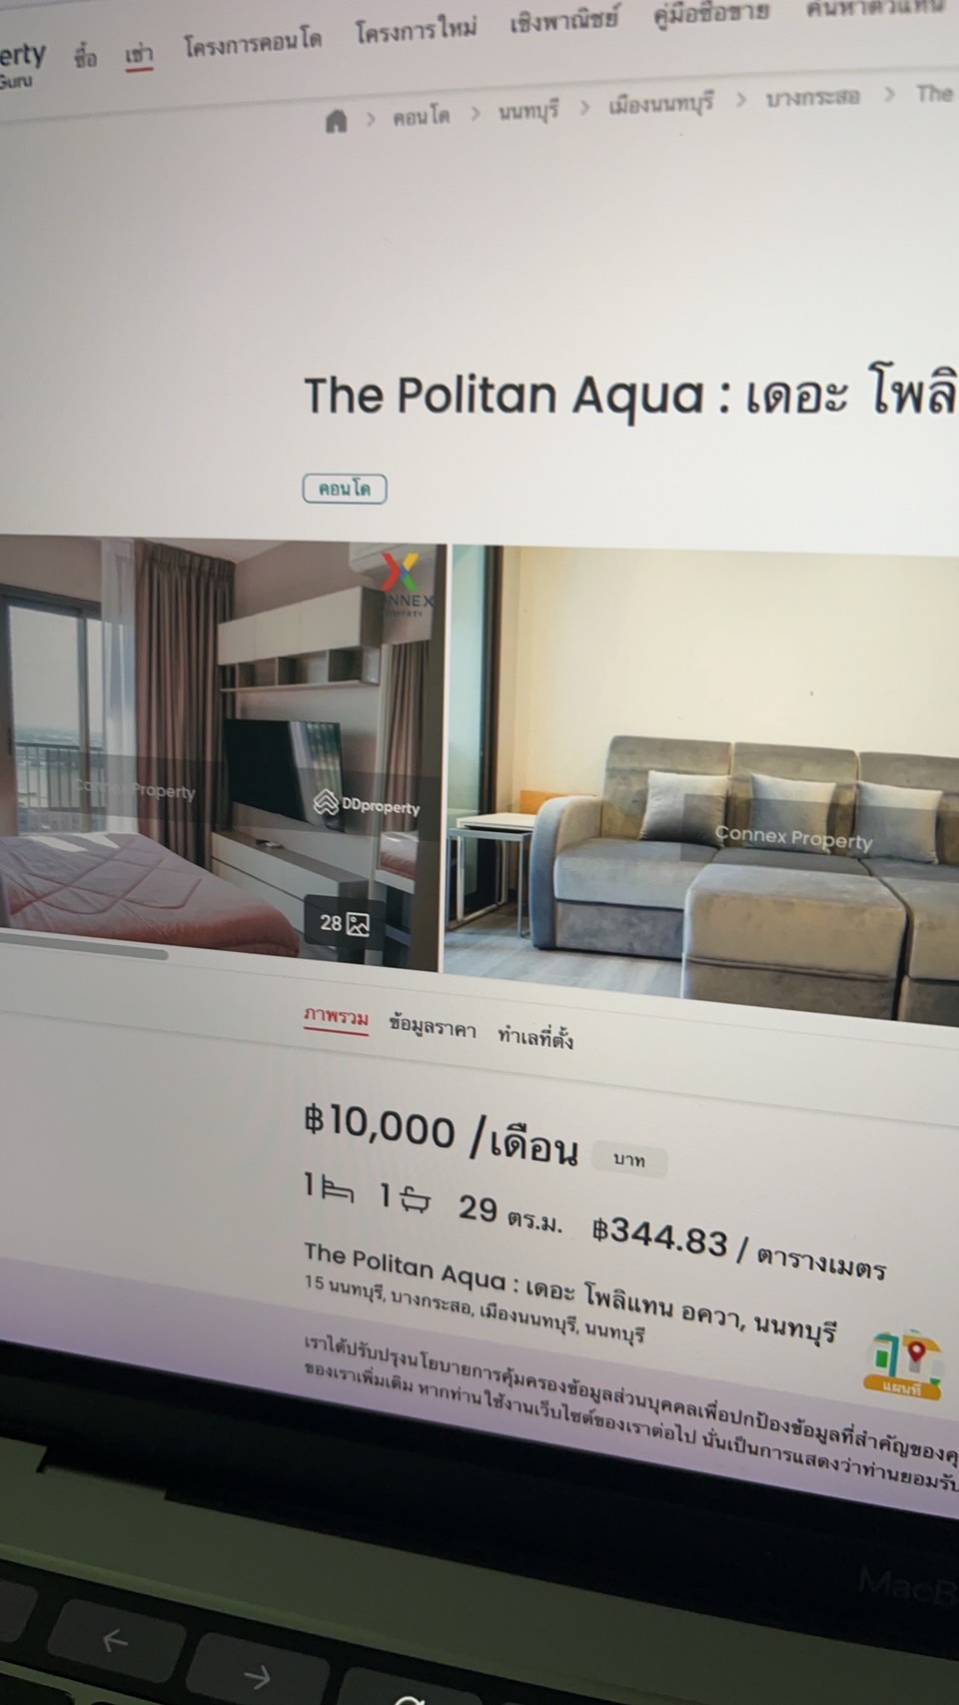 erty
Guru
ซื้อ เช่า โครงการคอนโด โครงการใหม่ เชิงพาณิชย์ คู่มือซื้อขาย ค้นหาตัวแทน
คอนโด > นนทบุรี > เมืองนนทบุรี > บางกระสอ > The
The Politan Aqua : เดอะ โพลิ
คอนโด
NNEX
Connex Property
DDproperty
28
Connex Property
ภาพรวม ข้อมูลราคา ทำเลที่ตั้ง
฿10,000 /เดือน บาท
1 1 29 ตร.ม. ฿344.83 / ตารางเมตร
The Politan Aqua : เดอะ โพลิแทน อควา, นนทบุรี
15 นนทบุรี, บางกระสอ, เมืองนนทบุรี, นนทบุรี
แผนที่
เราได้ปรับปรุงนโยบายการคุ้มครองข้อมูลส่วนบุคคลเพื่อปกป้องข้อมูลที่สำคัญของคุ
ของเราเพิ่มเติม หากท่านใช้งานเว็บไซต์ของเราต่อไป นั่นเป็นการแสดงว่าท่านยอมรับ
MacB